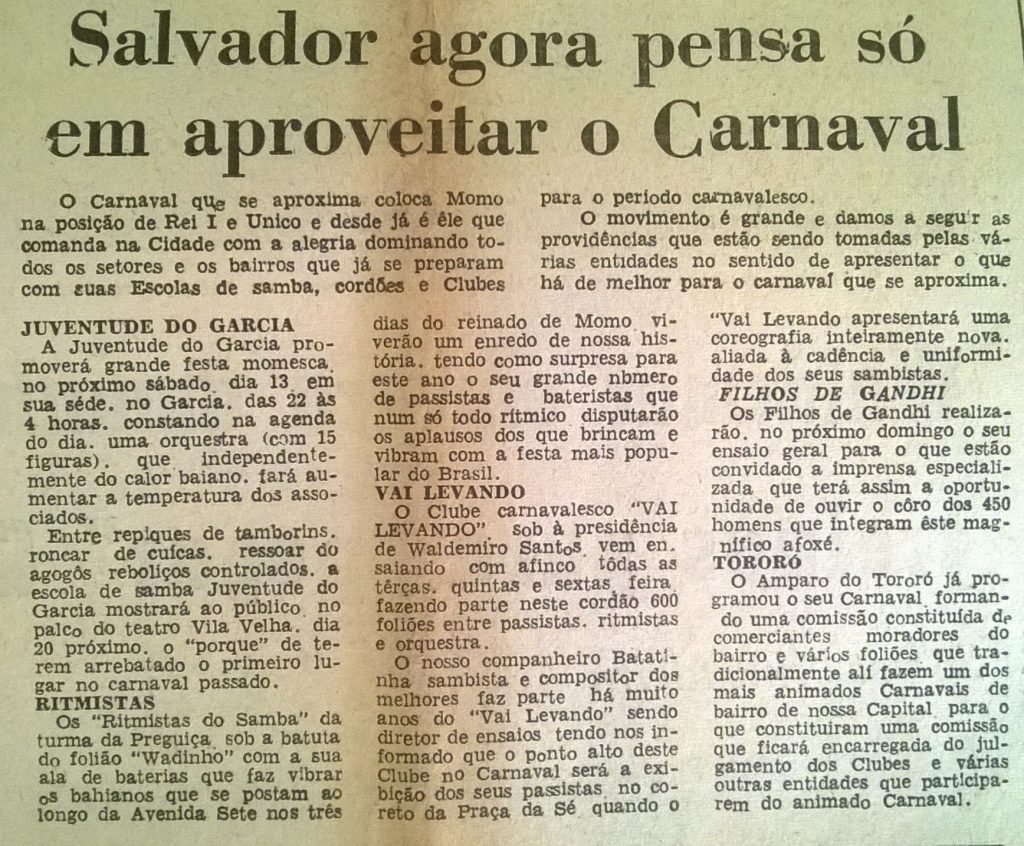 Salvador agora pensa só
em aproveitar o Carnaval
O Carnaval que se aproxima coloca Momo
na posição de Rei I e Unico e desde já é êle que
comanda na Cidade com a alegria dominando to-
dos os setores e os bairros que já se preparam
com suas Escolas de samba, cordões e Clubes
para o período carnavalesco.
O movimento é grande e damos a segu'r as
providências que estão sendo tomadas pelas vá-
rias entidades no sentido de apresentar o que
há de melhor para o carnaval que se aproxima.
JUVENTUDE DO GARCIA
A Juventude do Garcia pro-
moverá grande festa momesca,
no próximo sábado, dia 13 em
sua séde, no Garcia, das 22 às
4 horas, constando na agenda
do dia, uma orquestra (com 15
figuras), que independente-
mente do calor baiano, fará au-
mentar a temperatura dos asso-
ciados.
Entre repiques de tamborins,
roncar de cuícas, ressoar do
agogôs reboliços controlados, a
escola de samba Juventude do
Garcia mostrará ao público, no
palco do teatro Vila Velha, dia
20 próximo, o "porque" de te-
rem arrebatado o primeiro lu-
gar no carnaval passado.
RITMISTAS
Os "Ritmistas do Samba" da
turma da Preguiça, sob a batuta
do folião "Wadinho" com a sua
ala de baterias que faz vibrar
os bahianos que se postam ao
longo da Avenida Sete nos três
dias do reinado de Momo vi-
verão um enredo de nossa his-
tória, tendo como surpresa para
este ano o seu grande nbmero
de passistas e bateristas que
num só todo rítmico disputarão
os aplausos dos que brincam e
vibram com a festa mais popu-
lar do Brasil.
VAI LEVANDO
O Clube carnavalesco "VAI
LEVANDO", sob à presidência
de Waldemiro Santos, vem en.
saiando com afinco tôdas as
têrças, quintas e sextas, feira,
fazendo parte neste cordão 600
foliões entre passistas, ritmistas
e orquestra.
O nosso companheiro Batati-
nha sambista e compositor dos
melhores faz parte há muito
anos do "Vai Levando" sendo
diretor de ensaios tendo nos in-
formado que o ponto alto deste
Clube no Carnaval será a exi-
bição dos seus passistas, no co-
reto da Praça da Sé quando o
"Vai Levando apresentará uma
coreografia inteiramente nova,
aliada à cadência e uniformi-
dade dos seus sambistas.
FILHOS DE GANDHI
Os Filhos de Gandhi realiza-
rão, no próximo domingo o seu
ensaio geral para o que estão
convidado a imprensa especiali-
zada que terá assim a oportu-
nidade de ouvir o côro dos 450
homens que integram êste mag-
nífico afoxé.
TORORÓ
O Amparo do Tororó já pro-
gramou o seu Carnaval, forman-
do uma comissão constituída de
comerciantes moradores do
bairro e vários foliões que tra-
dicionalmente alí fazem um dos
mais animados Carnavais de
bairro de nossa Capital para o
que constituiram uma comissão
que ficará encarregada do jul-
gamento dos Clubes e várias
outras entidades que participa-
rem do animado Carnaval.